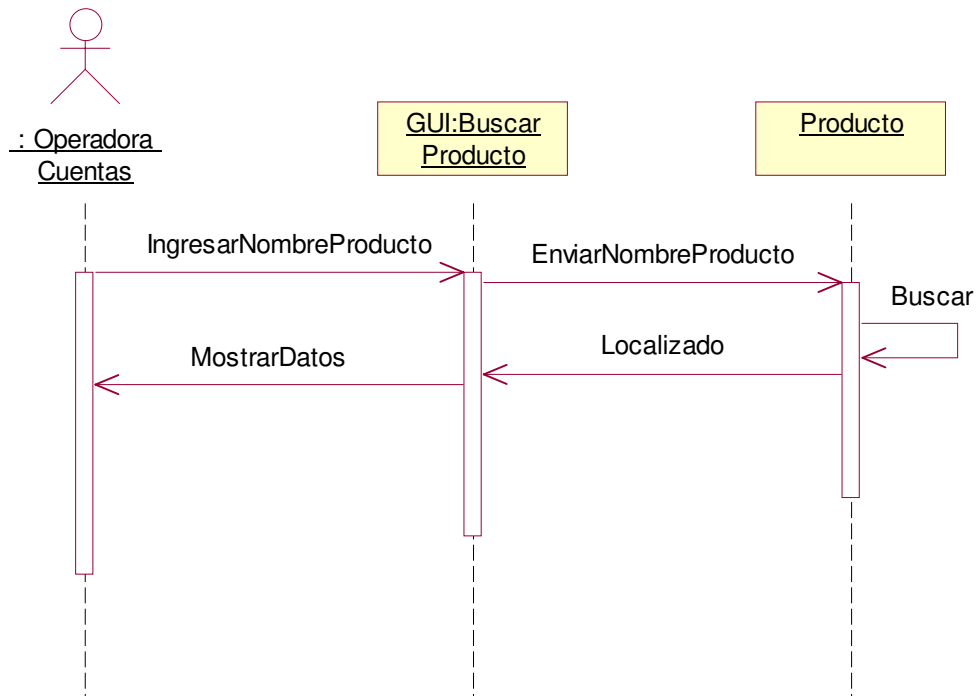 : Operadora
Cuentas
GUI:Buscar
Producto
Producto
IngresarNombreProducto
EnviarNombreProducto
Buscar
Localizado
MostrarDatos